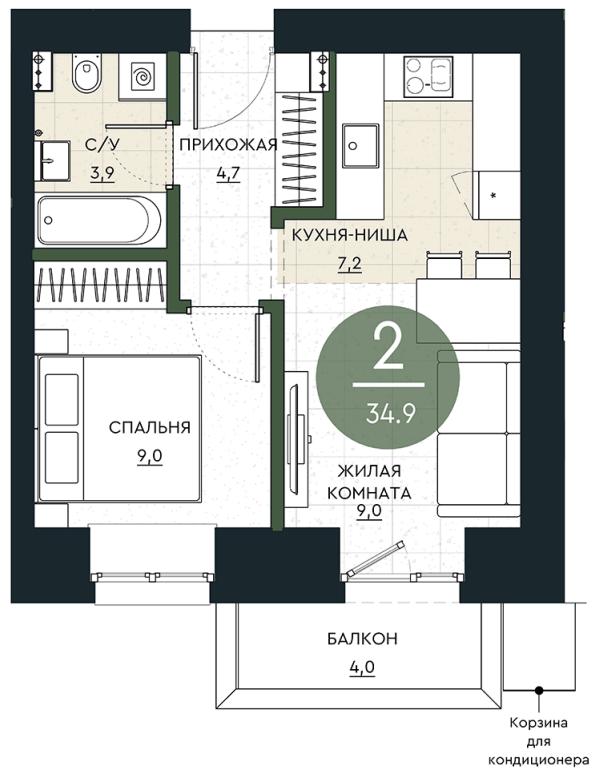 С/У
3,9
ПРИХОЖАЯ
4,7
*
КУХНЯ-НИША
7,2
2
34.9
СПАЛЬНЯ
9,0
ЖИЛАЯ
КОМНАТА
9,0
БАЛКОН
4,0
Корзина
для
кондиционера